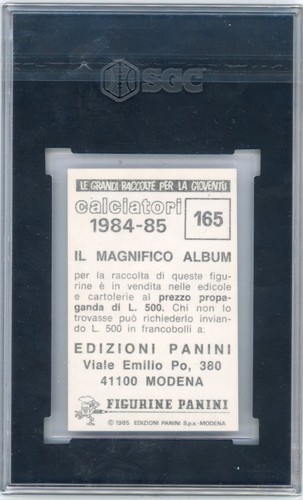 SGC
LE GRANDI RACCOLTE PER LA GIOVENTÙ
calciatori
1984-85
165
IL MAGNIFICO ALBUM
per la raccolta di queste figu-
rine è in vendita nelle edicole
e cartolerie al prezzo propa-
ganda di L. 500. Chi non lo
trovasse può richiederlo invian-
do L. 500 in francobolli a.
EDIZIONI PANINI
Viale Emilio Po, 380
41100 MODENA
FIGURINE PANINI
© 1985 EDIZIONI PANINI S.p.a.-MODENA